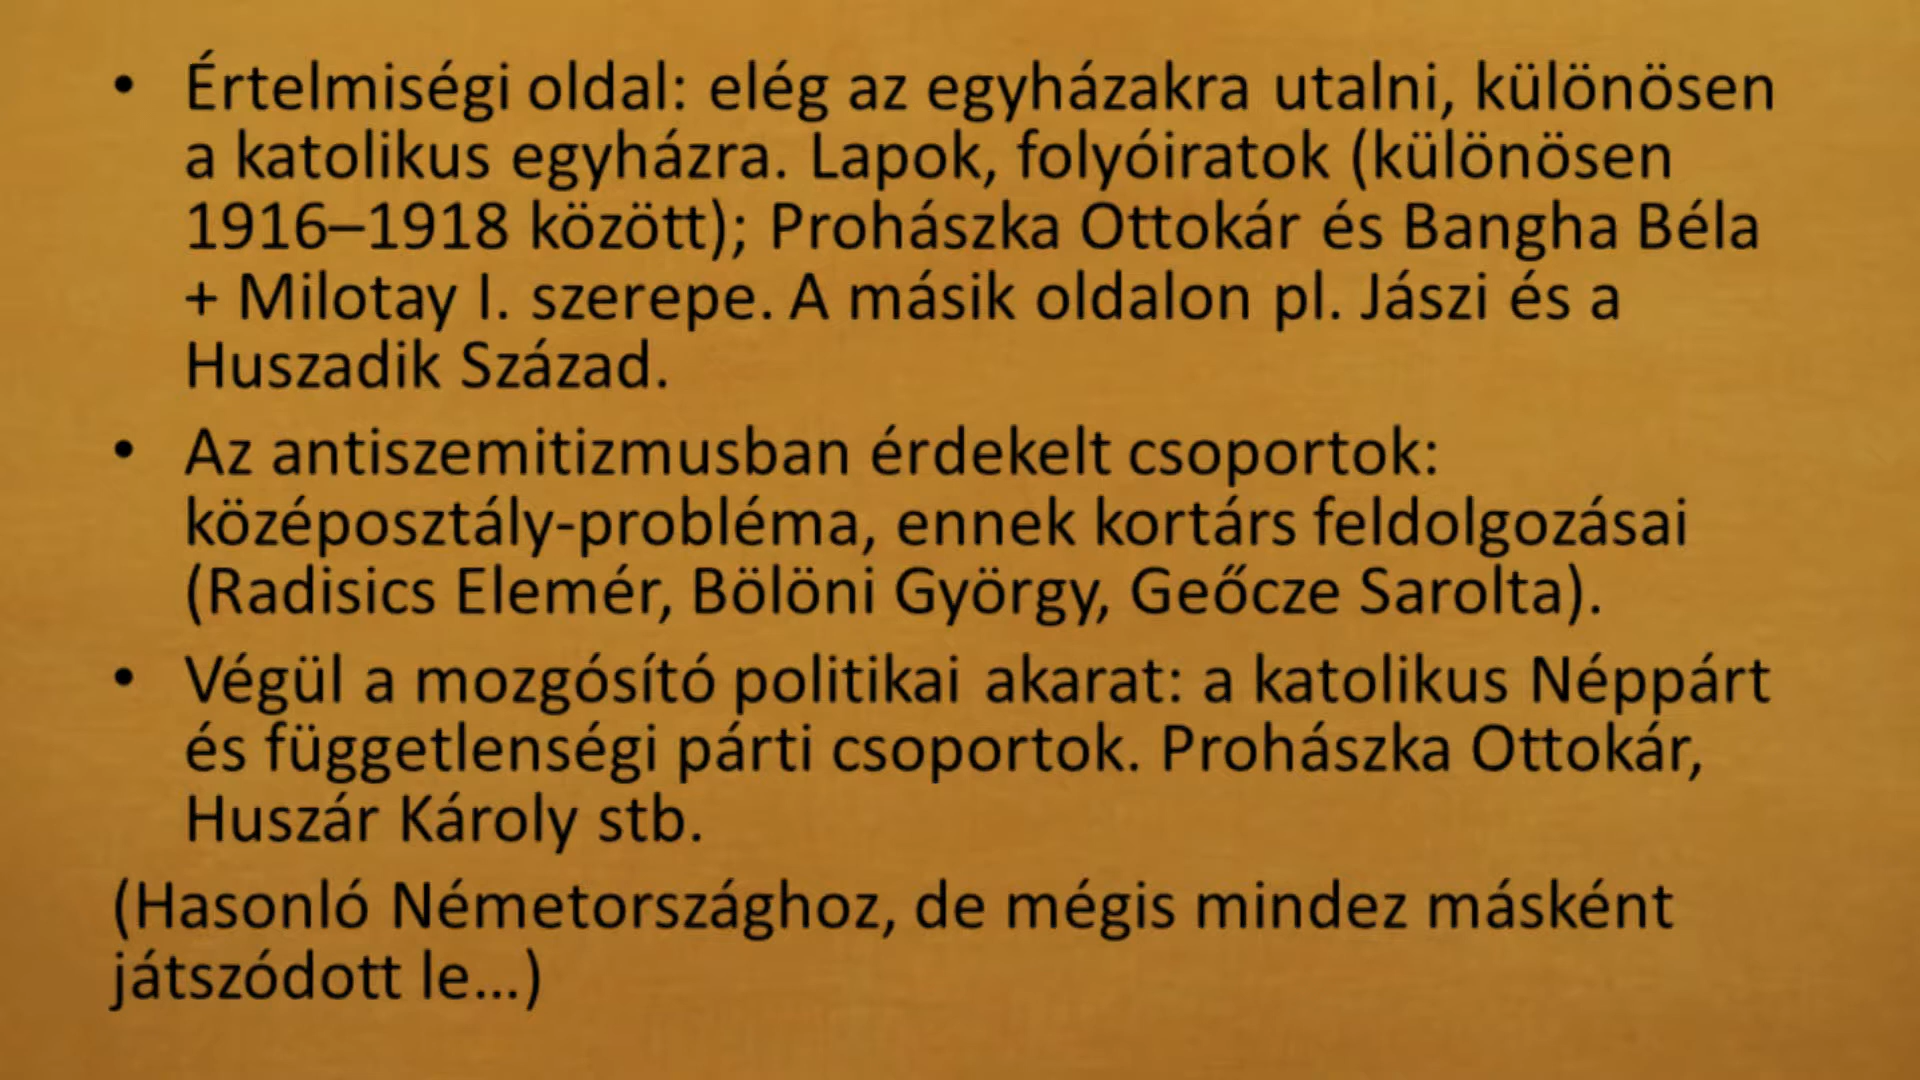 • Értelmiségi oldal: elég az egyházakra utalni, különösen
a katolikus egyházra. Lapok, folyóiratok (különösen
1916–1918 között); Prohászka Ottokár és Bangha Béla
+ Milotay I. szerepe. A másik oldalon pl. Jászi és a
Huszadik Század.
• Az antiszemitizmusban érdekelt csoportok:
középosztály-probléma, ennek kortárs feldolgozásai
(Radisics Elemér, Bölöni György, Geőcze Sarolta).
• Végül a mozgósító politikai akarat: a katolikus Néppárt
és függetlenségi párti csoportok. Prohászka Ottokár,
Huszár Károly stb.
(Hasonló Németországhoz, de mégis mindez másként
játszódott le…)